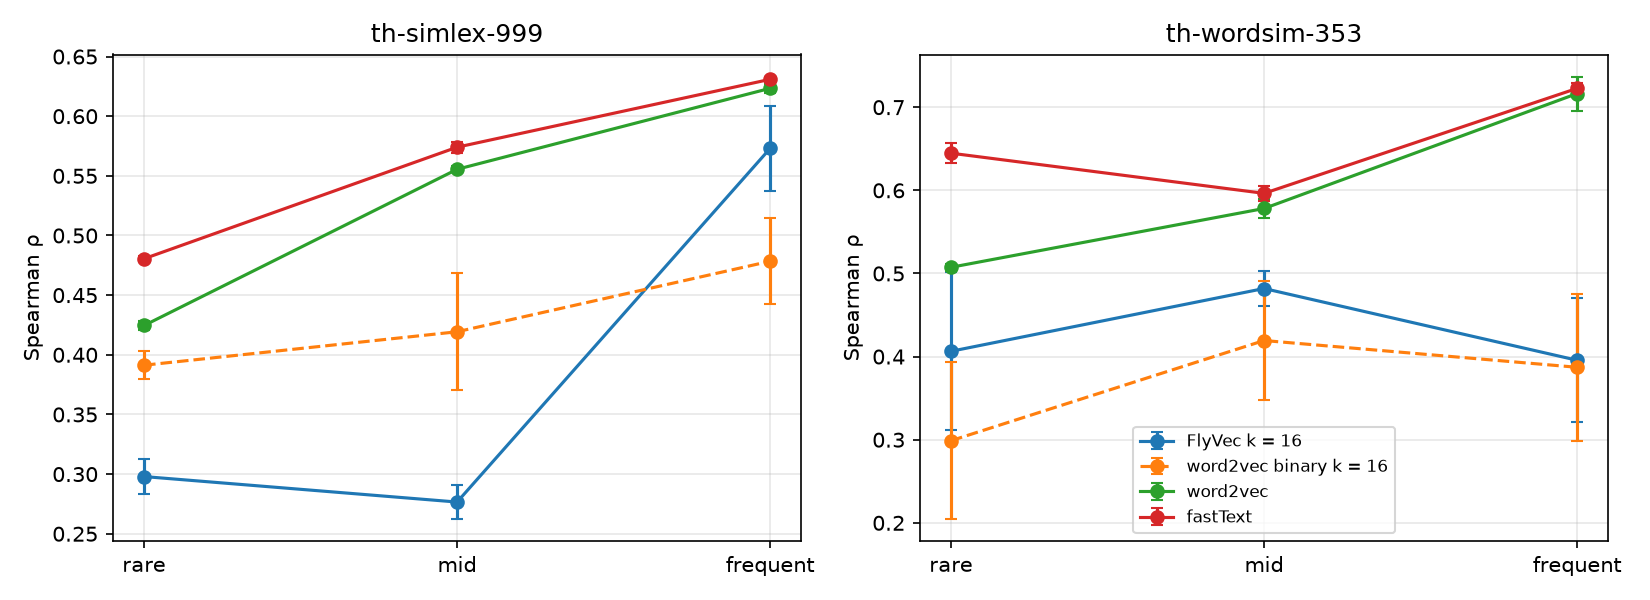 th-simlex-999
Spearman ρ
0.65
0.60
0.55
0.50
0.45
0.40
0.35
0.30
0.25
rare mid frequent
th-wordsim-353
Spearman ρ
0.7
0.6
0.5
0.4
0.3
0.2
FlyVec k = 16
word2vec binary k = 16
word2vec
fastText
rare mid frequent